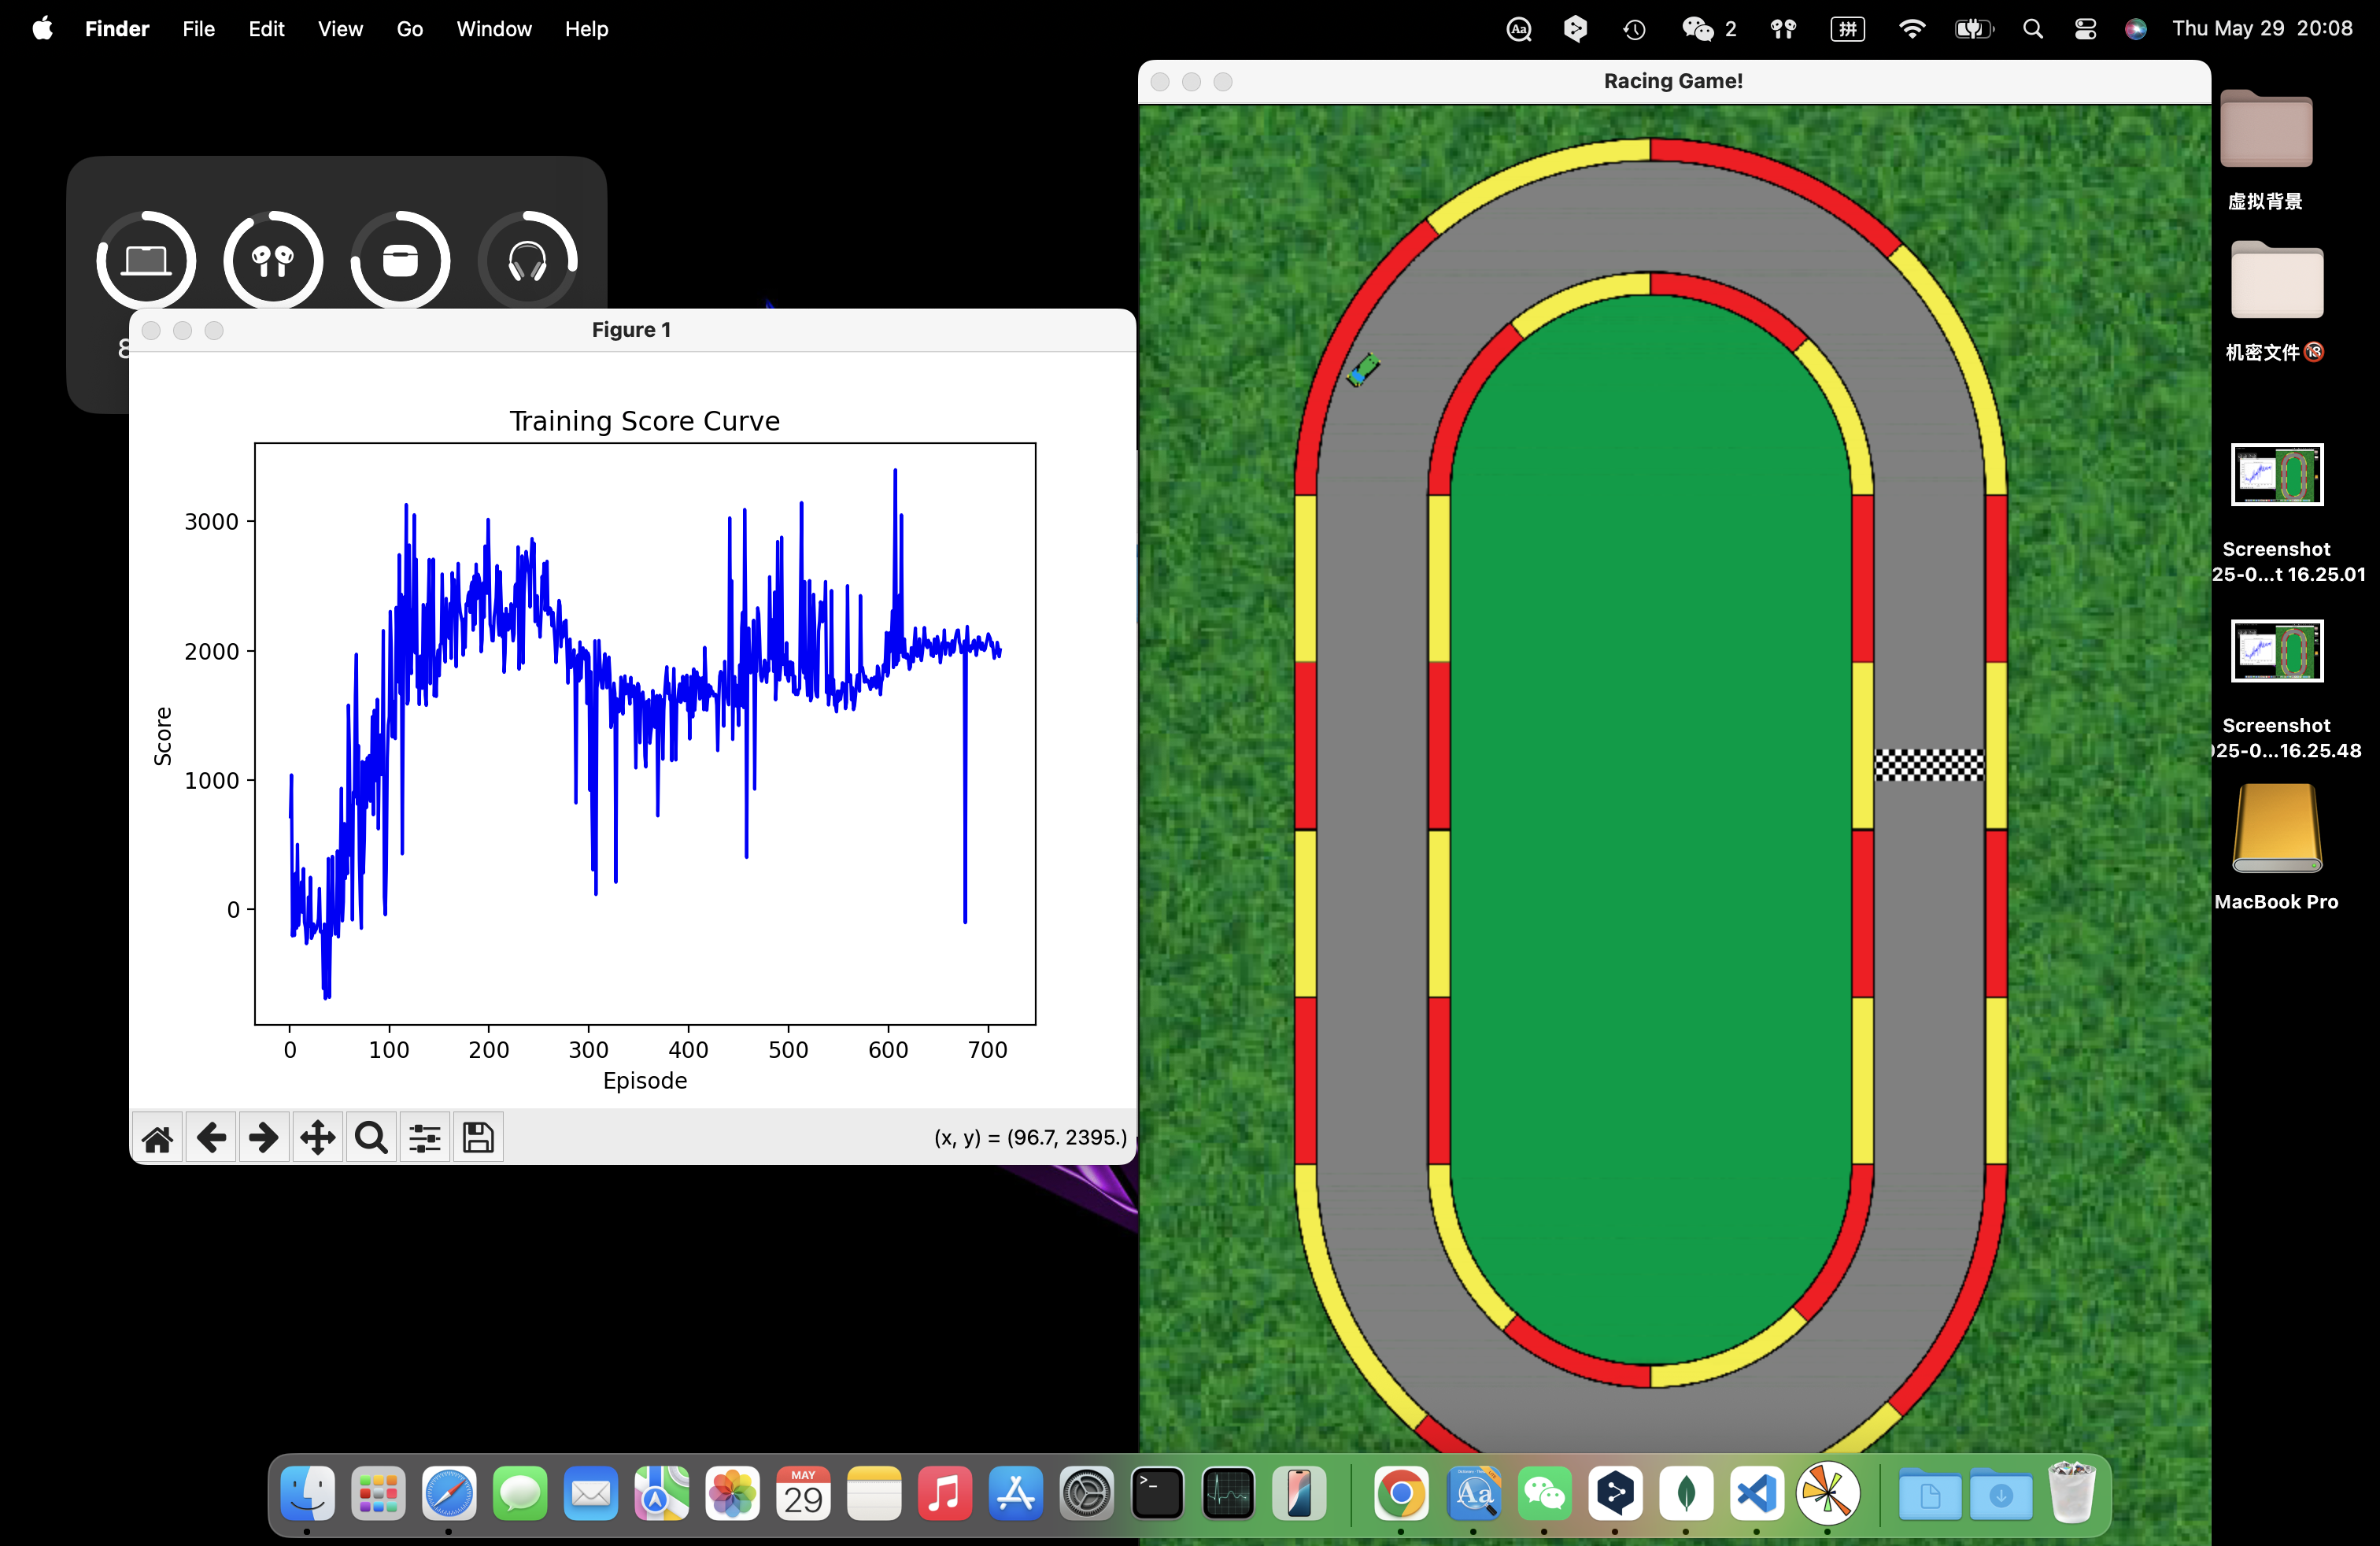 Finder File Edit View Go Window Help
2 拼 Thu May 29 20:08
Racing Game!
虚拟背景
机密文件🔞
Screenshot
25-0...t 16.25.01
Screenshot
025-0...16.25.48
MacBook Pro
8
Figure 1
Training Score Curve
3000
2000
1000
0
Score
0 100 200 300 400 500 600 700
Episode
(x, y) = (96.7, 2395.)
MAY
29